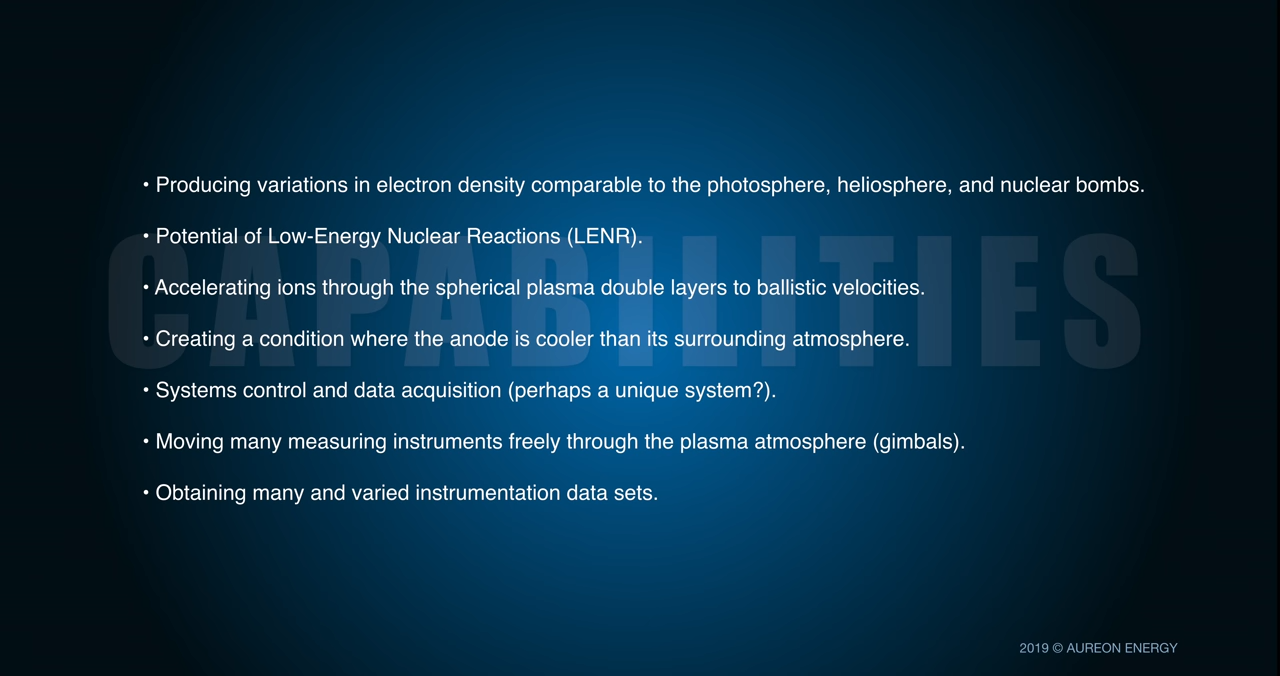 CAPABILITIES
• Producing variations in electron density comparable to the photosphere, heliosphere, and nuclear bombs.
• Potential of Low-Energy Nuclear Reactions (LENR).
• Accelerating ions through the spherical plasma double layers to ballistic velocities.
• Creating a condition where the anode is cooler than its surrounding atmosphere.
• Systems control and data acquisition (perhaps a unique system?).
• Moving many measuring instruments freely through the plasma atmosphere (gimbals).
• Obtaining many and varied instrumentation data sets.
2019 © AUREON ENERGY